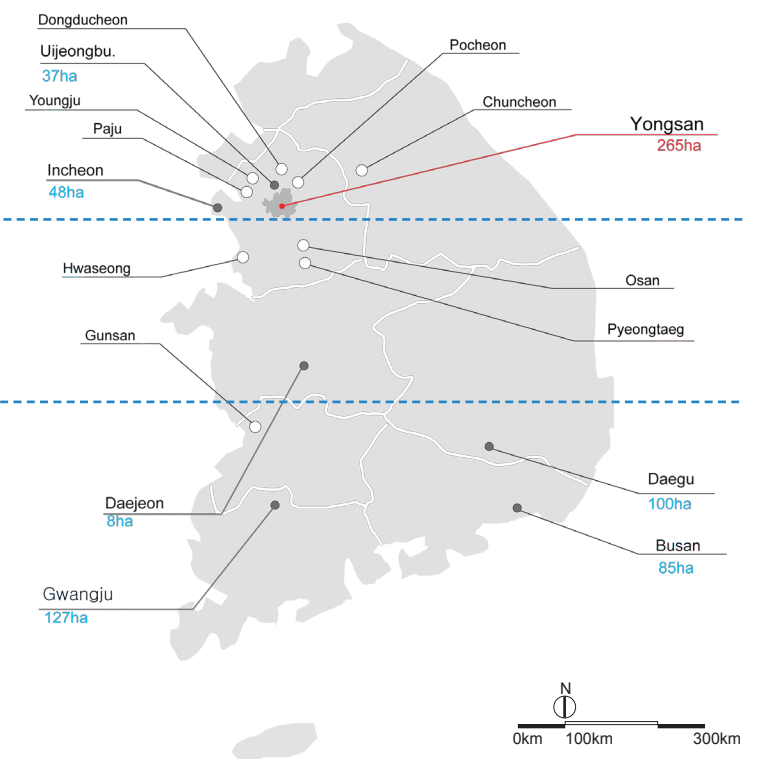 Dongducheon
Pocheon
Uijeongbu.
37ha
Chuncheon
Youngju
Yongsan
265ha
Paju
Incheon
48ha
Hwaseong
Osan
Pyeongtaeg
Gunsan
Daejeon
8ha
Daegu
100ha
Busan
85ha
Gwangju
127ha
N
0km 100km 300km